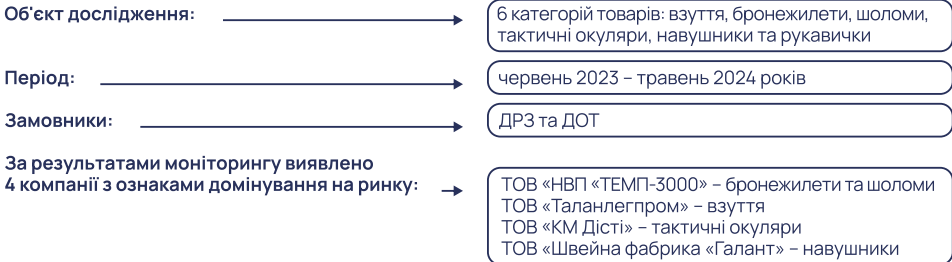 Об'єкт дослідження:
6 категорій товарів: взуття, бронежилети, шоломи,
тактичні окуляри, навушники та рукавички
Період:
червень 2023 – травень 2024 років
Замовники:
ДРЗ та ДОТ
За результатами моніторингу виявлено
4 компанії з ознаками домінування на ринку:
ТОВ «НВП «ТЕМП-3000» – бронежилети та шоломи
ТОВ «Таланлегпром» – взуття
ТОВ «КМ Дісті» – тактичні окуляри
ТОВ «Швейна фабрика «Галант» – навушники